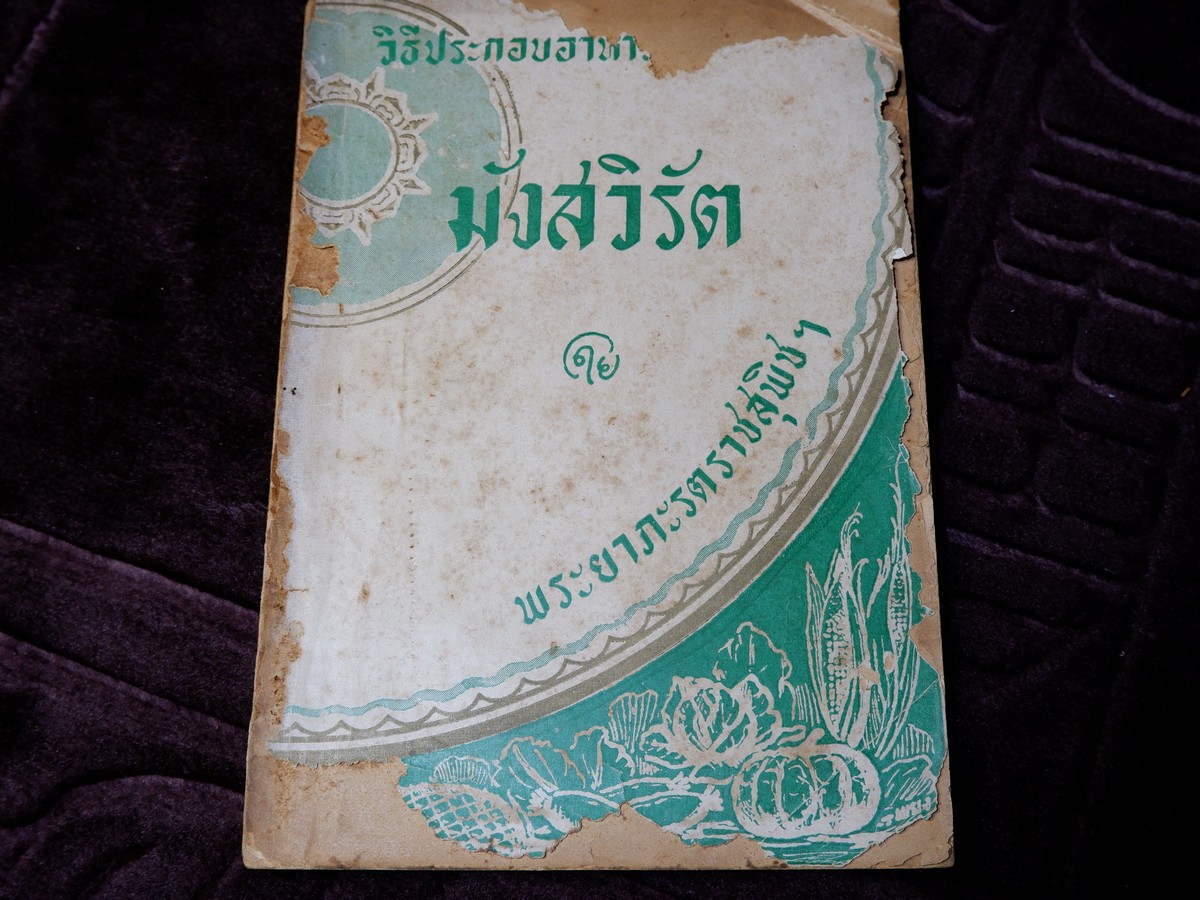 วิธีประกอบอาหา
มังสวิรัต
โดย
พระยาภะรตราชสุพิชฯ